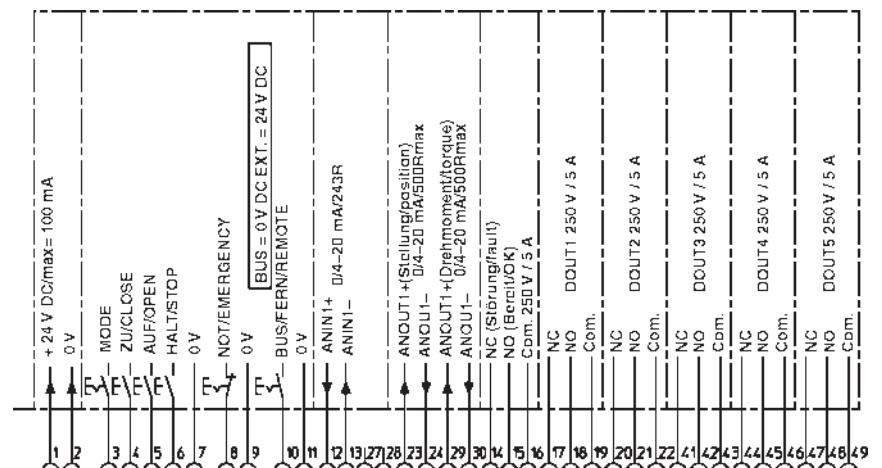 + 24 V DC/max= 100 mA
0 V
MODE
ZU/CLOSE
AUF/OPEN
HALT/STOP
0 V
NOT/EMERGENCY
0 V
BUS = 0V DC EXT. = 24V DC
BUS/FERN/REMOTE
0 V
ANIN1+ 0/4-20 mA/243R
ANIN1–
ANOUT1+(Stellung/position)
0/4-20 mA/500Rmax
ANOU1–
ANOUT1+(Drehmoment/torque)
0/4-20 mA/500Rmax
ANOU1–
NC (Störung/fault)
NO (Bereit/OK)
Com. 250 V / 5 A
NC
NO DOUT1 250 V / 5 A
Com.
NC
NO DOUT2 250 V / 5 A
Com.
NC
NO DOUT3 250 V / 5 A
Com.
NC
NO DOUT4 250 V / 5 A
Com.
NC
NO DOUT5 250 V / 5 A
Com.
1 2 3 4 5 6 7 8 9 10 11 12 13 27 28 23 24 29 30 14 15 16 17 18 19 20 21 22 41 42 43 44 45 46 47 48 49